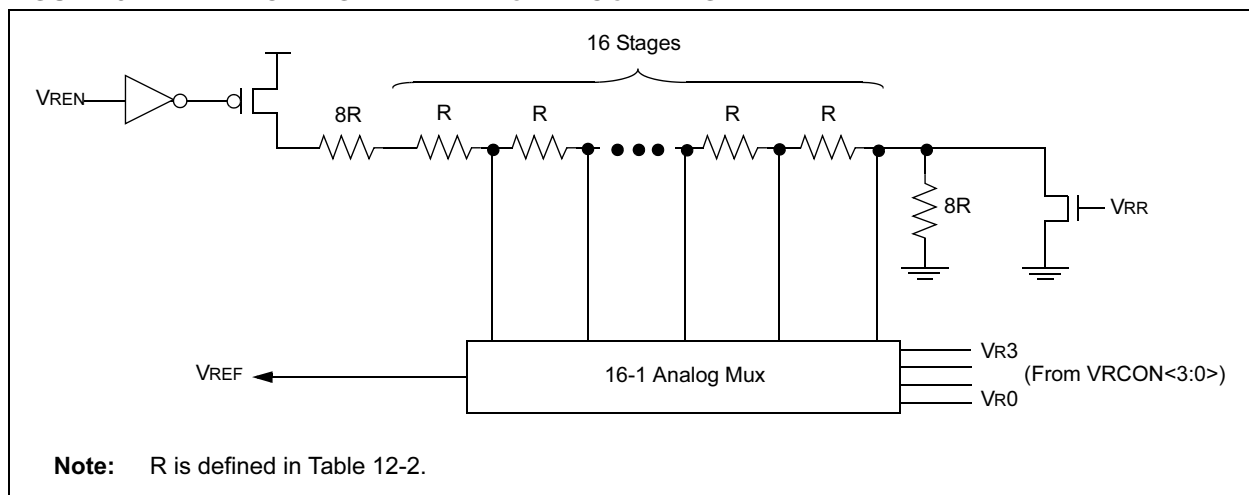 16 Stages
VREN
8R
R
R
R
R
8R
VRR
VREF
16-1 Analog Mux
VR3
(From VRCON<3:0>)
VR0
Note: R is defined in Table 12-2.